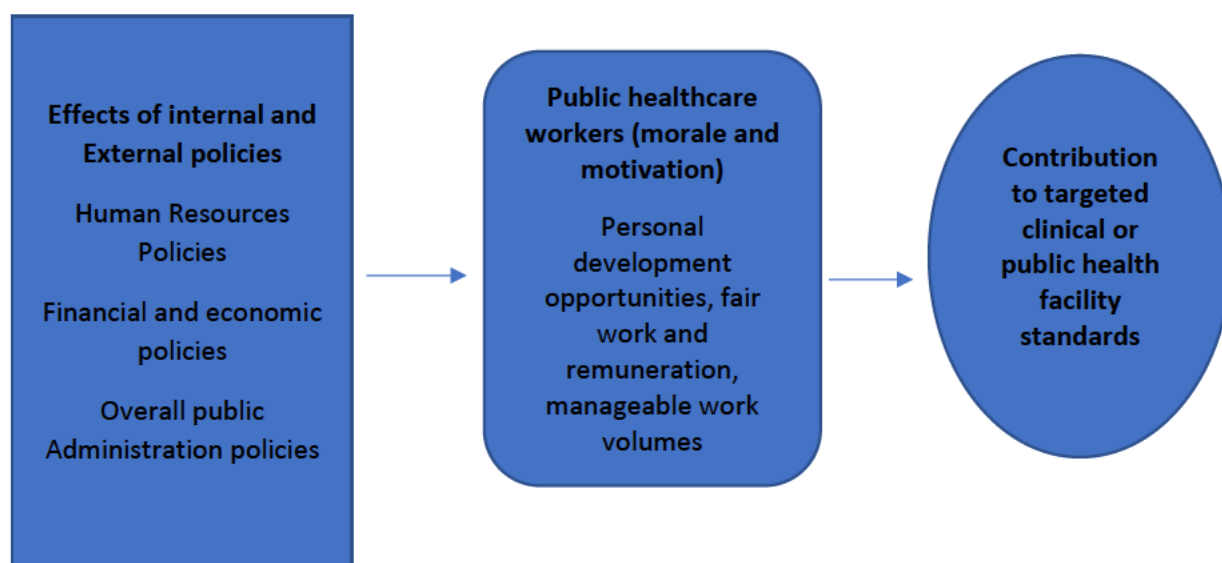 Effects of internal and
External policies
Human Resources
Policies
Financial and economic
policies
Overall public
Administration policies
Public healthcare
workers (morale and
motivation)
Personal
development
opportunities, fair
work and
remuneration,
manageable work
volumes
Contribution
to targeted
clinical or
public health
facility
standards